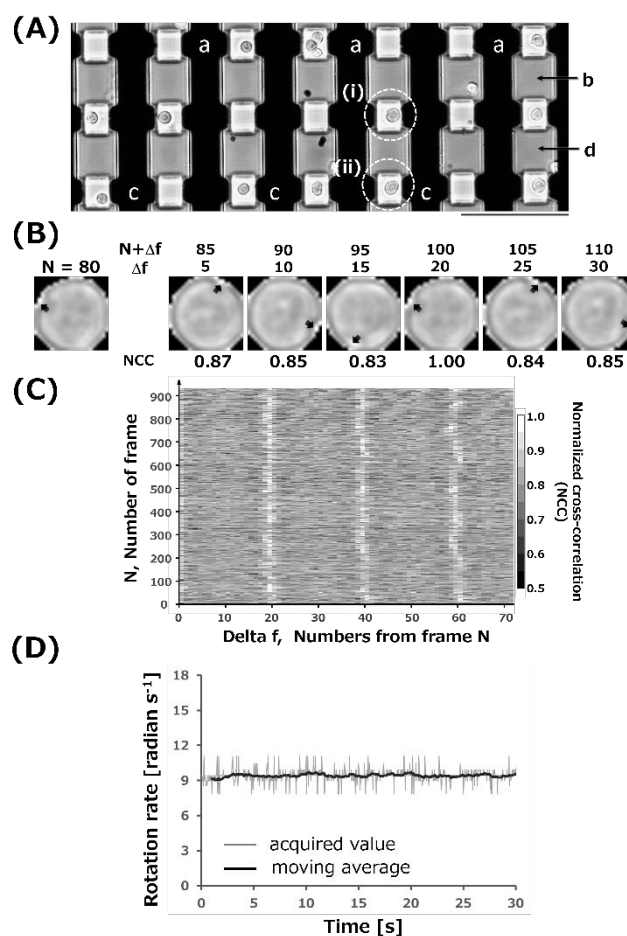 (A)
a a a
b
(i)
d
(ii)
c c c
(B)
N+Δf 85 90 95 100 105 110
N = 80 Δf 5 10 15 20 25 30
NCC 0.87 0.85 0.83 1.00 0.84 0.85
(C)
N, Number of frame
900
800
700
600
500
400
300
200
100
0
0 10 20 30 40 50 60 70
Delta f, Numbers from frame N
1.0
0.9
0.8
0.7
0.6
0.5
Normalized cross-correlation
(NCC)
(D)
Rotation rate [radian s⁻¹]
18
15
12
9
6
3
0
acquired value
moving average
0 5 10 15 20 25 30
Time [s]